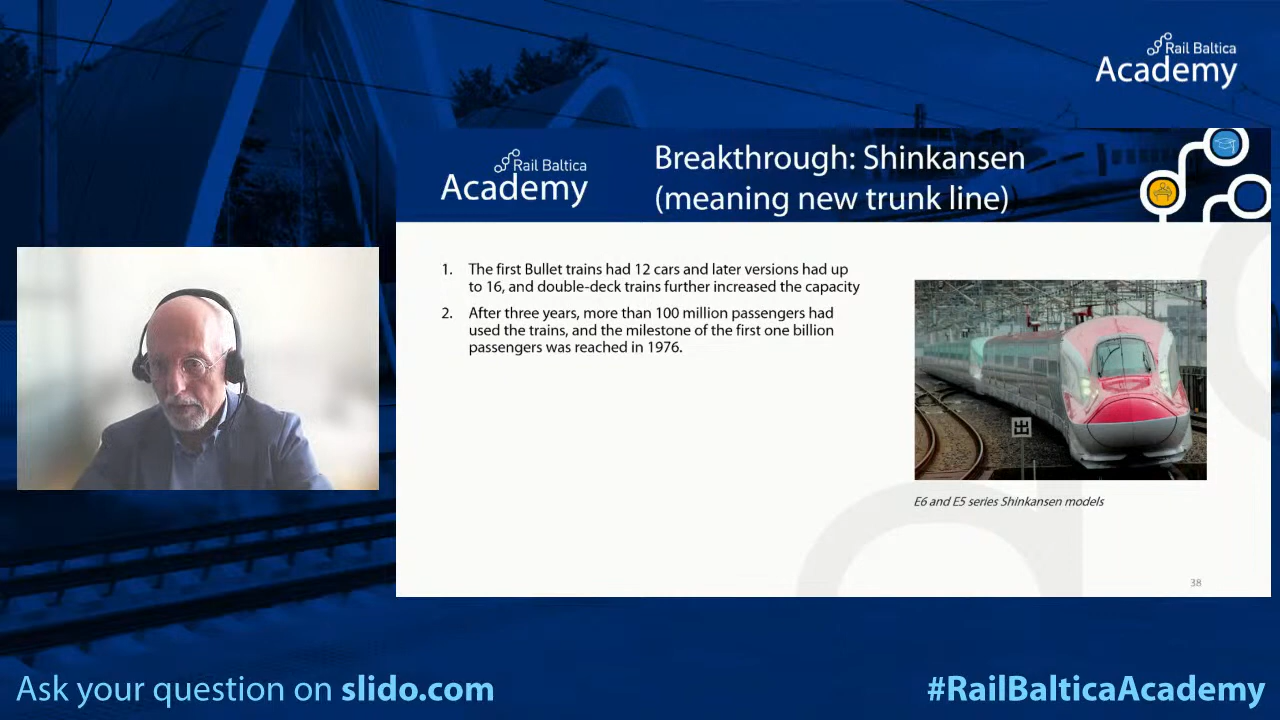 Rail Baltica
Academy
Rail Baltica
Academy
Breakthrough: Shinkansen
(meaning new trunk line)
1. The first Bullet trains had 12 cars and later versions had up
to 16, and double-deck trains further increased the capacity
2. After three years, more than 100 million passengers had
used the trains, and the milestone of the first one billion
passengers was reached in 1976.
E6 and E5 series Shinkansen models
38
Ask your question on slido.com
#RailBalticaAcademy